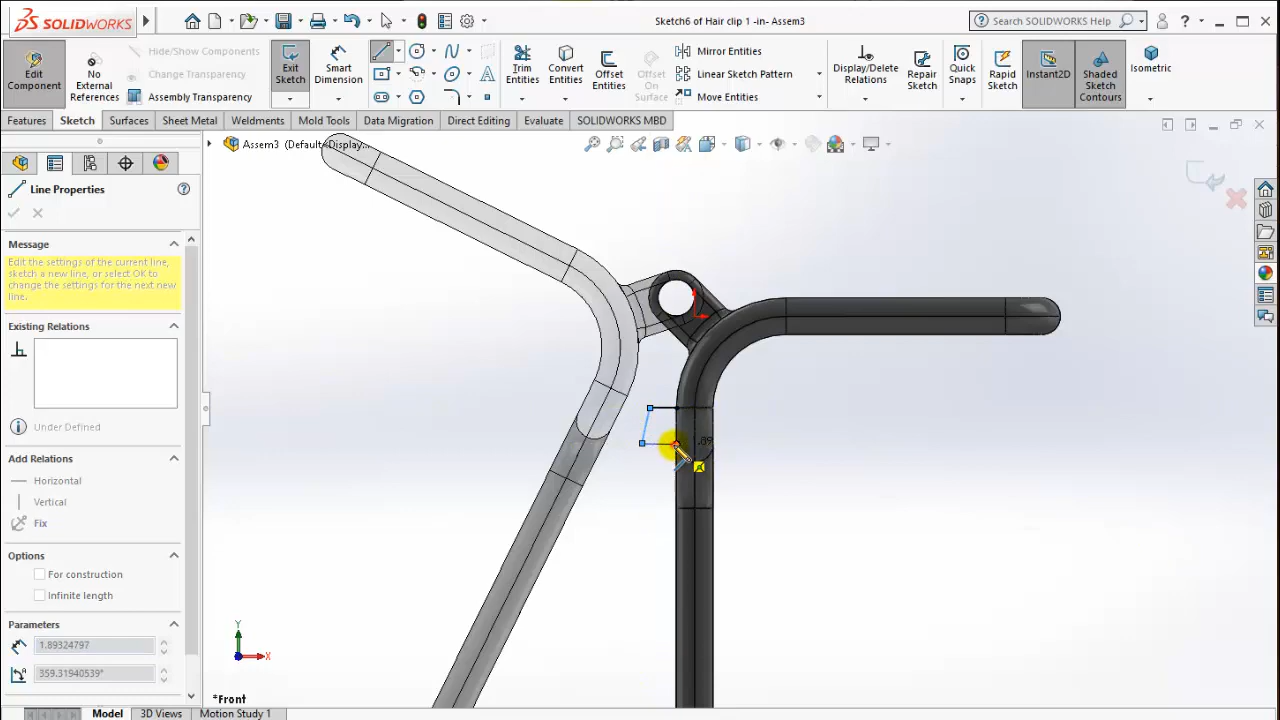 SOLIDWORKS
Sketch6 of Hair clip 1 -in- Assem3
Search SOLIDWORKS Help
?
Edit
Component
No
External
References
Hide/Show Components
Change Transparency
Assembly Transparency
Exit
Sketch
Smart
Dimension
Trim
Entities
Convert
Entities
Offset
Entities
Offset
On
Surface
Mirror Entities
Linear Sketch Pattern
Move Entities
Display/Delete
Relations
Repair
Sketch
Quick
Snaps
Rapid
Sketch
Instant2D
Shaded
Sketch
Contours
Isometric
Features
Sketch
Surfaces
Sheet Metal
Weldments
Mold Tools
Data Migration
Direct Editing
Evaluate
SOLIDWORKS MBD
Assem3 (Default<Display...
Line Properties
?
Message
Edit the settings of the current line,
sketch a new line, or select OK to
change the settings for the next new
line.
Existing Relations
Under Defined
Add Relations
Horizontal
Vertical
Fix
Options
For construction
Infinite length
Parameters
1.89324797
359.31940539°
1.89
Y
X
*Front
Model
3D Views
Motion Study 1